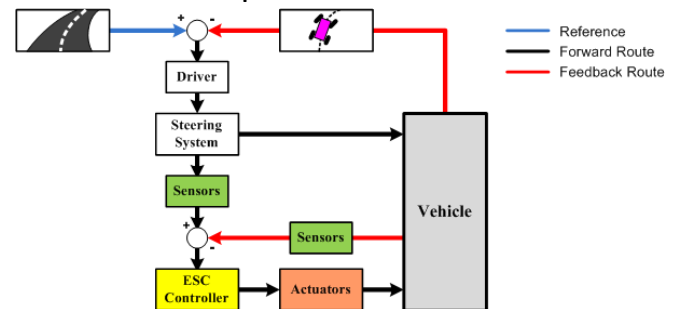 +
-
Reference
Forward Route
Feedback Route
Driver
Steering
System
Sensors
Vehicle
+
-
Sensors
ESC
Controller
Actuators